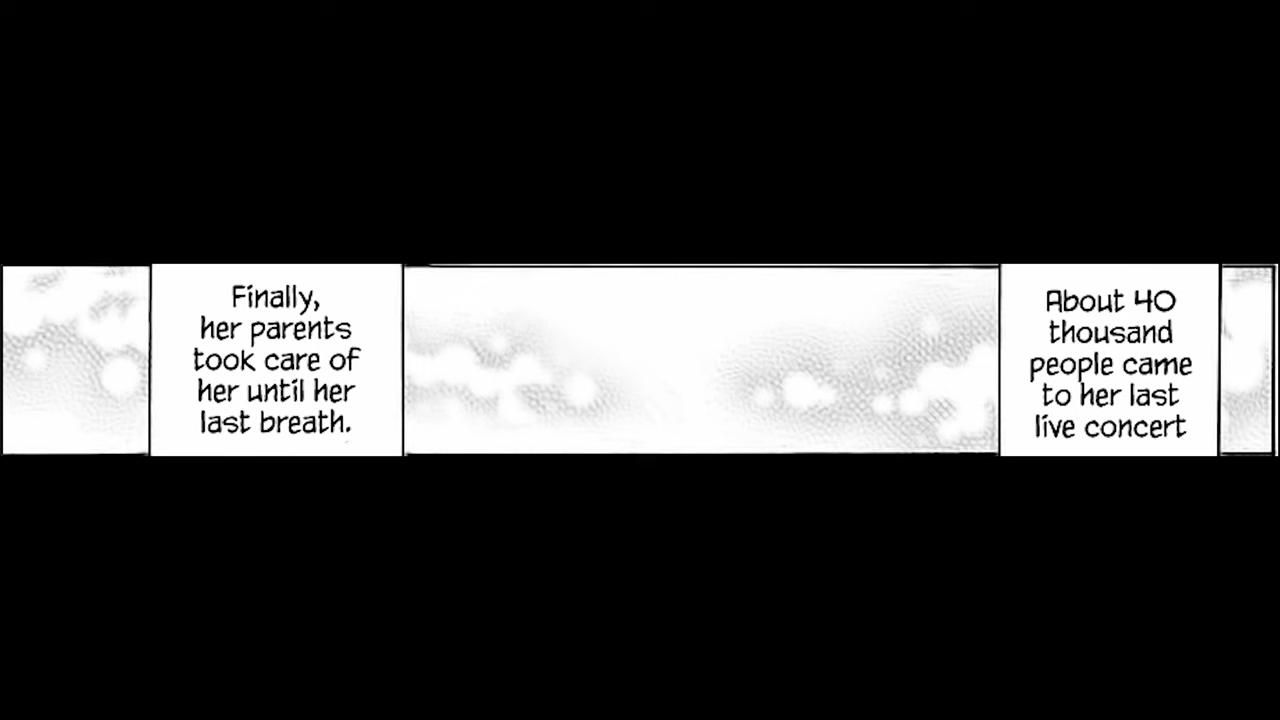 About 40
thousand
people came
to her last
live concert
Finally,
her parents
took care of
her until her
last breath.